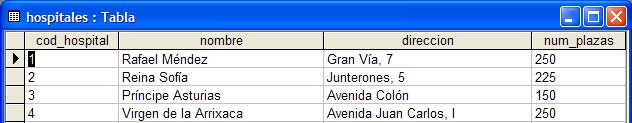 hospitales : Tabla
cod_hospital nombre direccion num_plazas
1 Rafael Méndez Gran Vía, 7 250
2 Reina Sofía Junterones, 5 225
3 Príncipe Asturias Avenida Colón 150
4 Virgen de la Arrixaca Avenida Juan Carlos, I 250